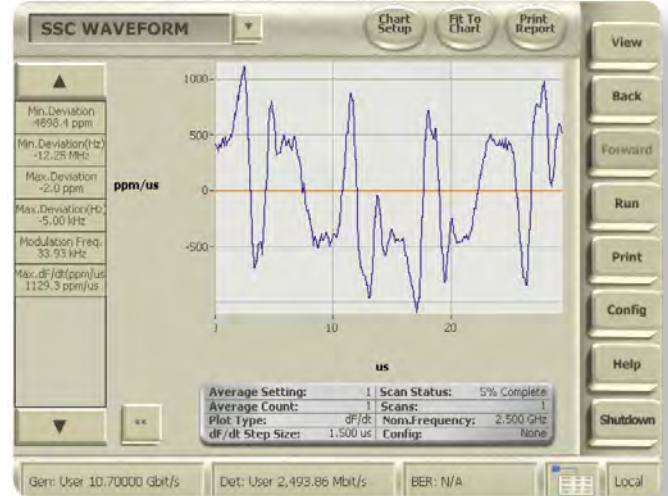 SSC WAVEFORM
Chart Setup
Fit To Chart
Print Report
View
Back
Forward
Run
Print
Config
Help
Shutdown
Min.Deviation
-4898.4 ppm
Min.Deviation(Hz)
-12.25 MHz
Max.Deviation
-2.0 ppm
Max.Deviation(Hz)
-5.00 kHz
Modulation Freq.
33.93 kHz
Max.dF/dt(ppm/us
1129.3 ppm/us
<<
ppm/us
1000
500
0
-500
10
20
us
Average Setting: 1 Scan Status: 5% Complete
Average Count: 1 Scans: 1
Plot Type: dF/dt Nom.Frequency: 2.500 GHz
dF/dt Step Size: 1.500 us Config: None
Gen: User 10.70000 Gbit/s
Det: User 2,493.86 Mbit/s
BER: N/A
Local